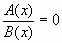 A(x)/B(x) = 0